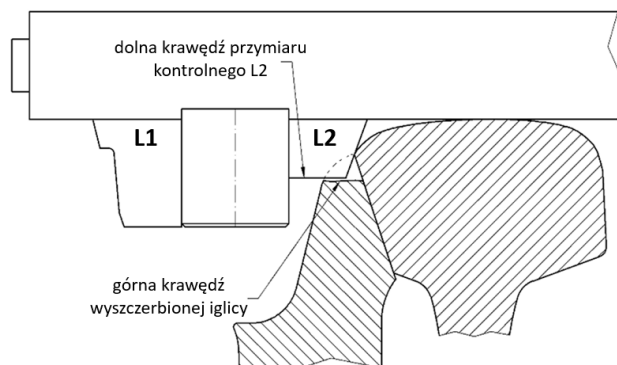 dolna krawędź przymiaru
kontrolnego L2
L1
L2
górna krawędź
wyszczerbionej iglicy